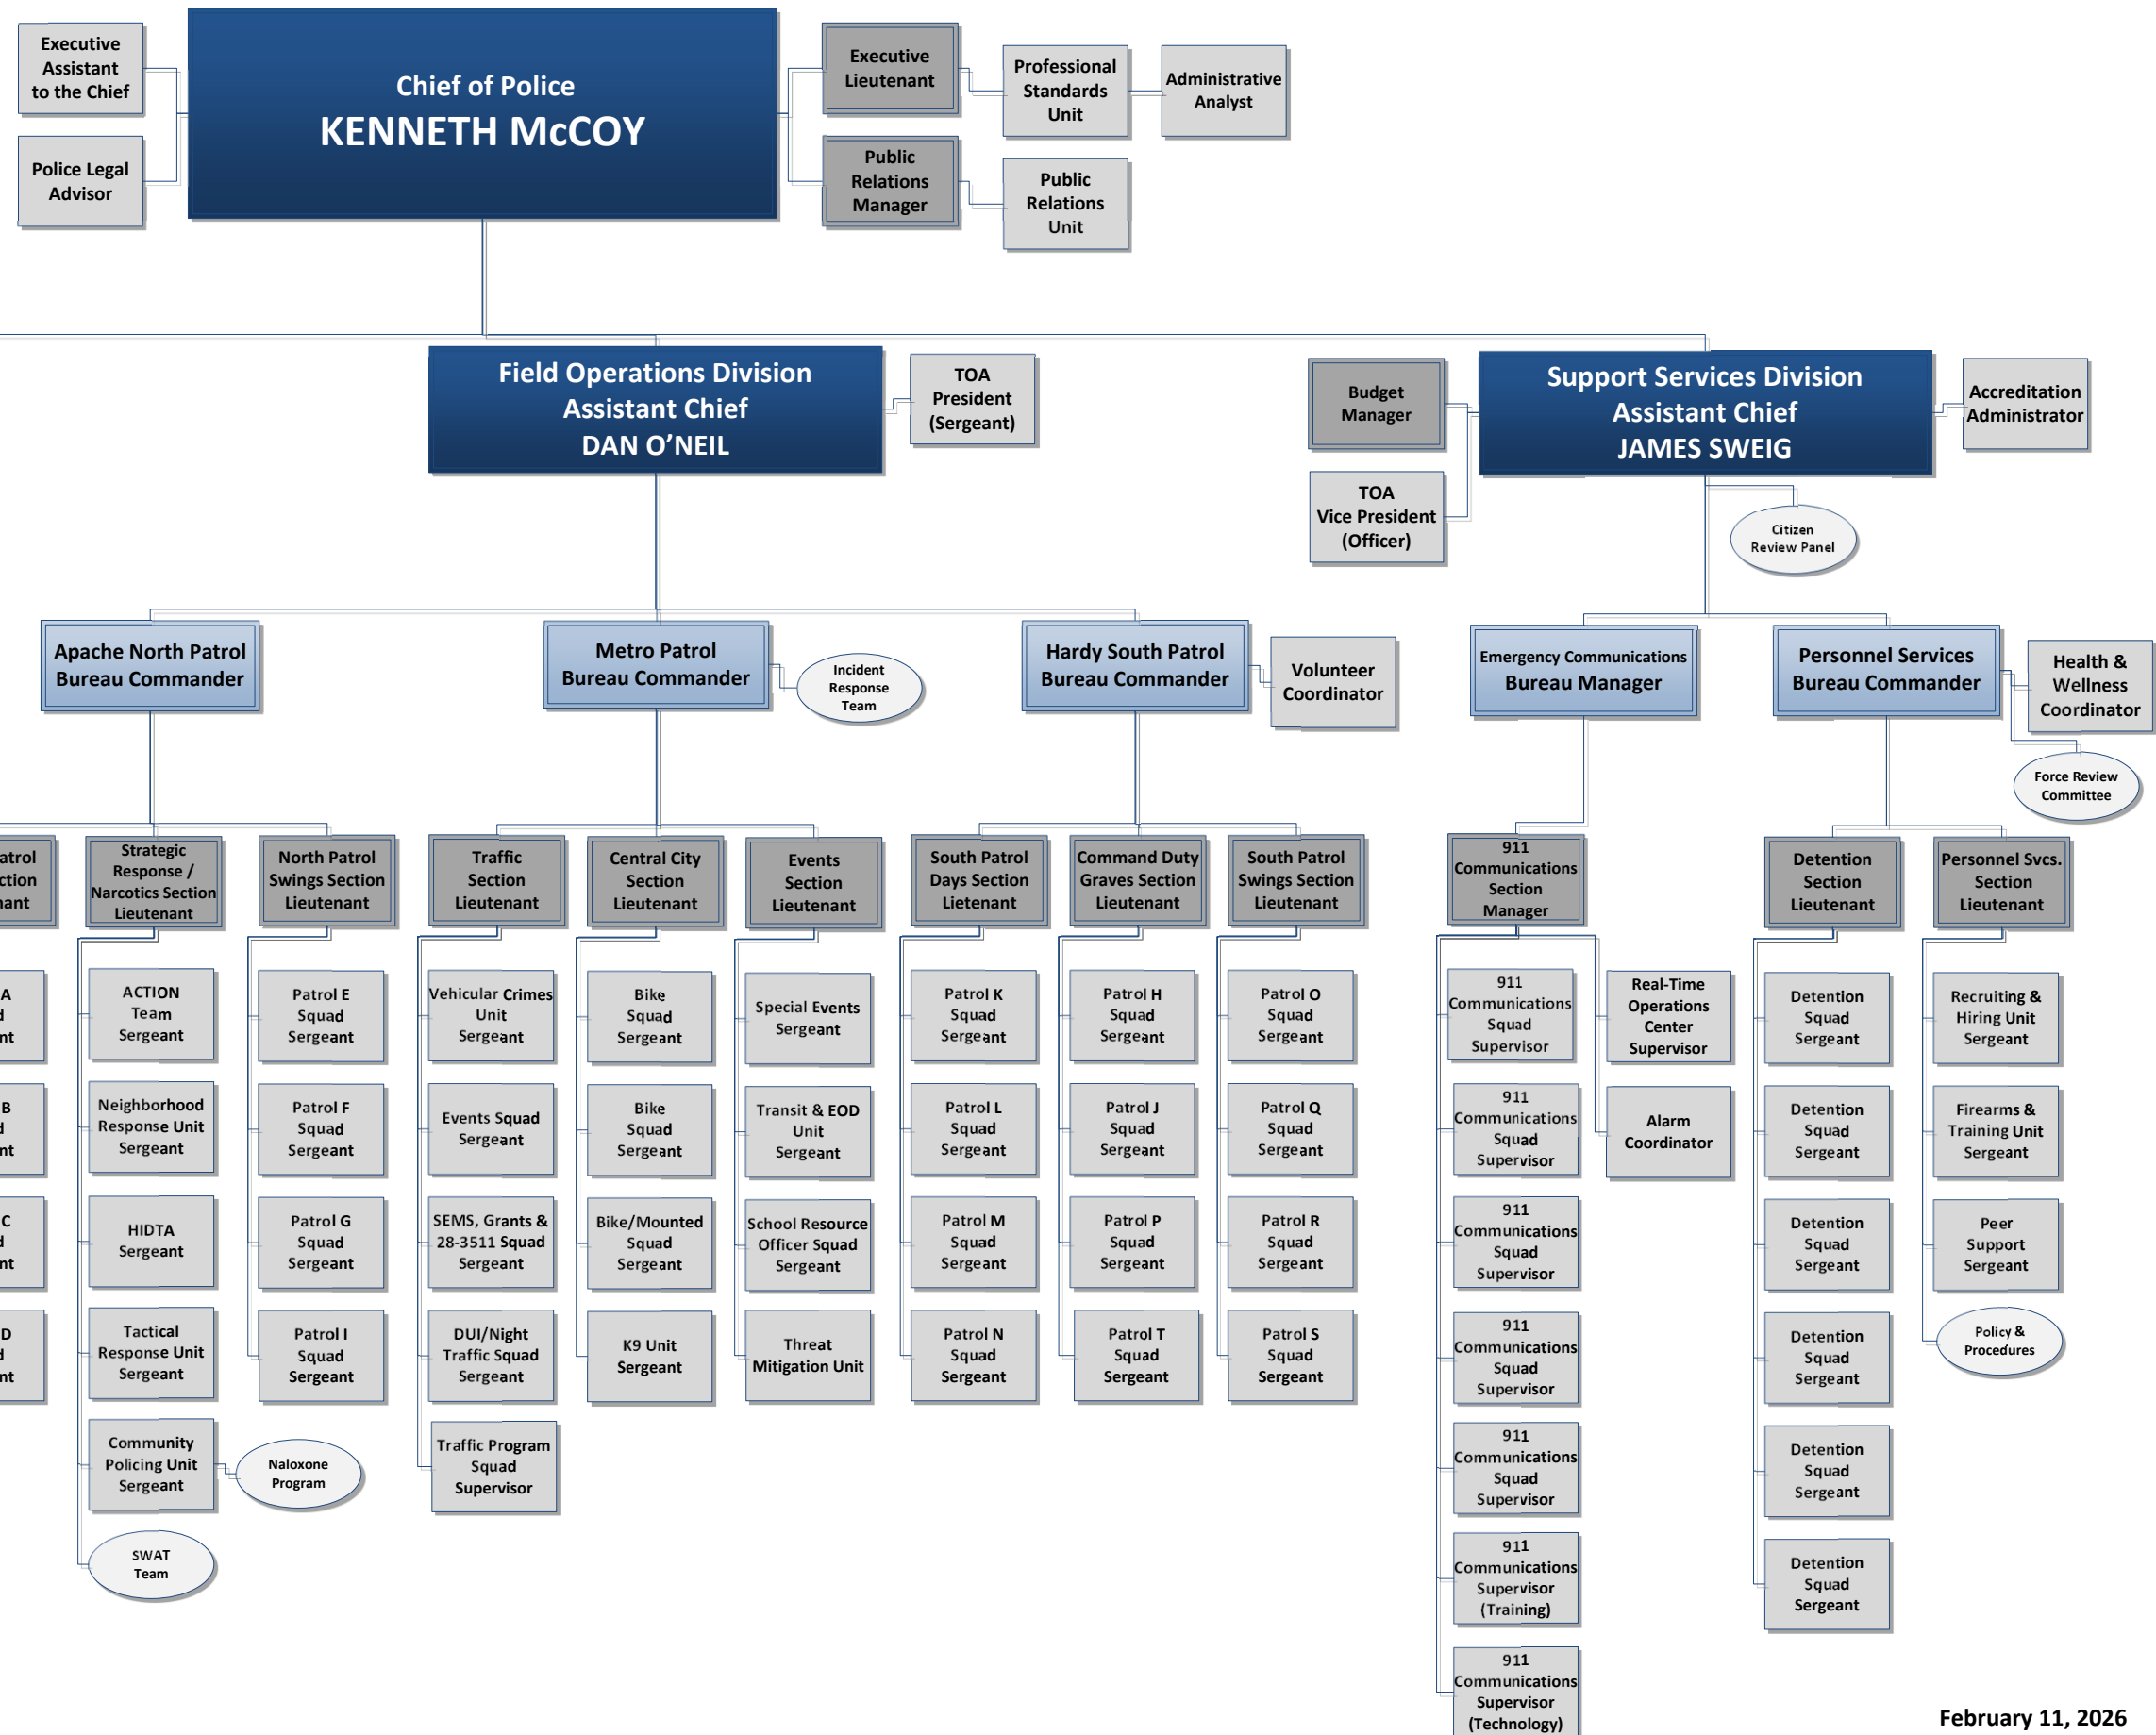 Executive
Assistant
to the Chief
Police Legal
Advisor
Chief of Police
KENNETH McCOY
Executive
Lieutenant
Public
Relations
Manager
Professional
Standards
Unit
Administrative
Analyst
Public
Relations
Unit
Field Operations Division
Assistant Chief
DAN O’NEIL
TOA
President
(Sergeant)
Budget
Manager
TOA
Vice President
(Officer)
Support Services Division
Assistant Chief
JAMES SWEIG
Accreditation
Administrator
Citizen
Review Panel
Apache North Patrol
Bureau Commander
Metro Patrol
Bureau Commander
Incident
Response
Team
Hardy South Patrol
Bureau Commander
Volunteer
Coordinator
Emergency Communications
Bureau Manager
Personnel Services
Bureau Commander
Health &
Wellness
Coordinator
Force Review
Committee
atrol
ction
nant
A
d
nt
B
d
nt
C
d
nt
D
d
nt
Strategic
Response /
Narcotics Section
Lieutenant
ACTION
Team
Sergeant
Neighborhood
Response Unit
Sergeant
HIDTA
Sergeant
Tactical
Response Unit
Sergeant
Community
Policing Unit
Sergeant
Naloxone
Program
SWAT
Team
North Patrol
Swings Section
Lieutenant
Patrol E
Squad
Sergeant
Patrol F
Squad
Sergeant
Patrol G
Squad
Sergeant
Patrol I
Squad
Sergeant
Traffic
Section
Lieutenant
Vehicular Crimes
Unit
Sergeant
Events Squad
Sergeant
SEMS, Grants &
28-3511 Squad
Sergeant
DUI/Night
Traffic Squad
Sergeant
Traffic Program
Squad
Supervisor
Central City
Section
Lieutenant
Bike
Squad
Sergeant
Bike
Squad
Sergeant
Bike/Mounted
Squad
Sergeant
K9 Unit
Sergeant
Events
Section
Lieutenant
Special Events
Sergeant
Transit & EOD
Unit
Sergeant
School Resource
Officer Squad
Sergeant
Threat
Mitigation Unit
South Patrol
Days Section
Lietenant
Patrol K
Squad
Sergeant
Patrol L
Squad
Sergeant
Patrol M
Squad
Sergeant
Patrol N
Squad
Sergeant
Command Duty
Graves Section
Lieutenant
Patrol H
Squad
Sergeant
Patrol J
Squad
Sergeant
Patrol P
Squad
Sergeant
Patrol T
Squad
Sergeant
South Patrol
Swings Section
Lieutenant
Patrol O
Squad
Sergeant
Patrol Q
Squad
Sergeant
Patrol R
Squad
Sergeant
Patrol S
Squad
Sergeant
911
Communications
Section
Manager
911
Communications
Squad
Supervisor
911
Communications
Squad
Supervisor
911
Communications
Squad
Supervisor
911
Communications
Squad
Supervisor
911
Communications
Squad
Supervisor
911
Communications
Supervisor
(Training)
911
Communications
Supervisor
(Technology)
Real-Time
Operations
Center
Supervisor
Alarm
Coordinator
Detention
Section
Lieutenant
Detention
Squad
Sergeant
Detention
Squad
Sergeant
Detention
Squad
Sergeant
Detention
Squad
Sergeant
Detention
Squad
Sergeant
Detention
Squad
Sergeant
Personnel Svcs.
Section
Lieutenant
Recruiting &
Hiring Unit
Sergeant
Firearms &
Training Unit
Sergeant
Peer
Support
Sergeant
Policy &
Procedures
February 11, 2026